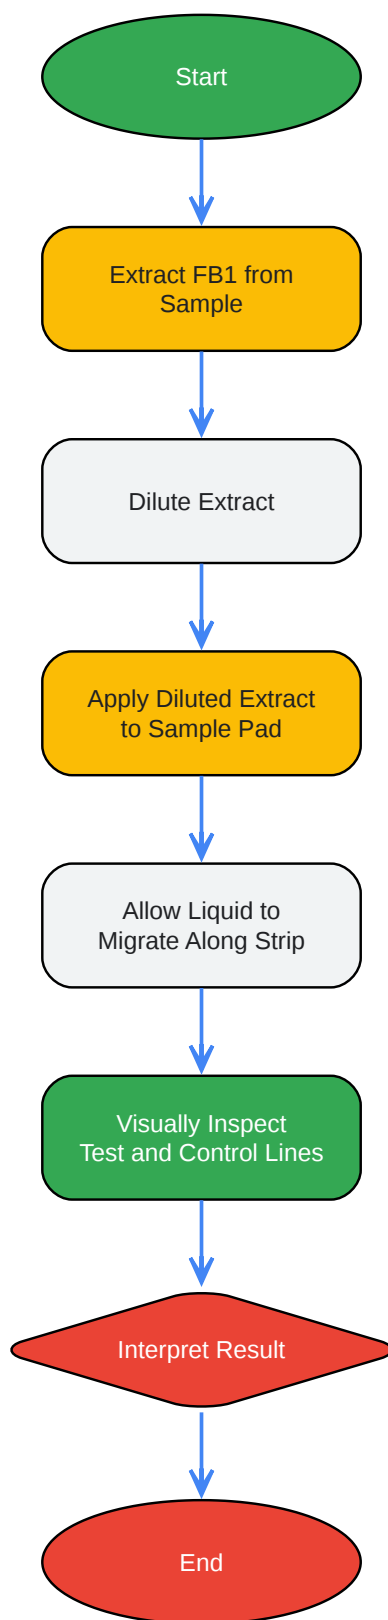 Start
Extract FB1 from
Sample
Dilute Extract
Apply Diluted Extract
to Sample Pad
Allow Liquid to
Migrate Along Strip
Visually Inspect
Test and Control Lines
Interpret Result
End